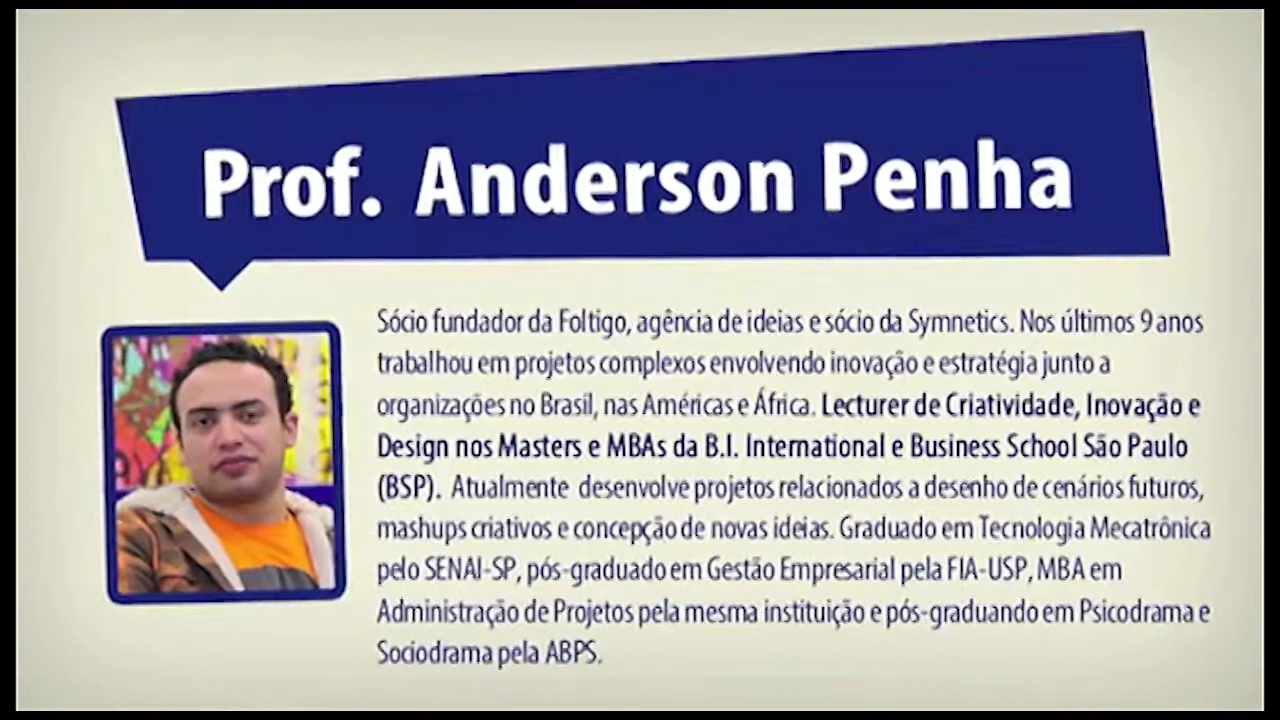 Prof. Anderson Penha
Sócio fundador da Foltigo, agência de ideias e sócio da Symnetics. Nos últimos 9 anos
trabalhou em projetos complexos envolvendo inovação e estratégia junto a
organizações no Brasil, nas Américas e África. Lecturer de Criatividade, Inovação e
Design nos Masters e MBAs da B.I. International e Business School São Paulo
(BSP). Atualmente desenvolve projetos relacionados a desenho de cenários futuros,
mashups criativos e concepção de novas ideias. Graduado em Tecnologia Mecatrônica
pelo SENAI-SP, pós-graduado em Gestão Empresarial pela FIA-USP, MBA em
Administração de Projetos pela mesma instituição e pós-graduando em Psicodrama e
Sociodrama pela ABPS.